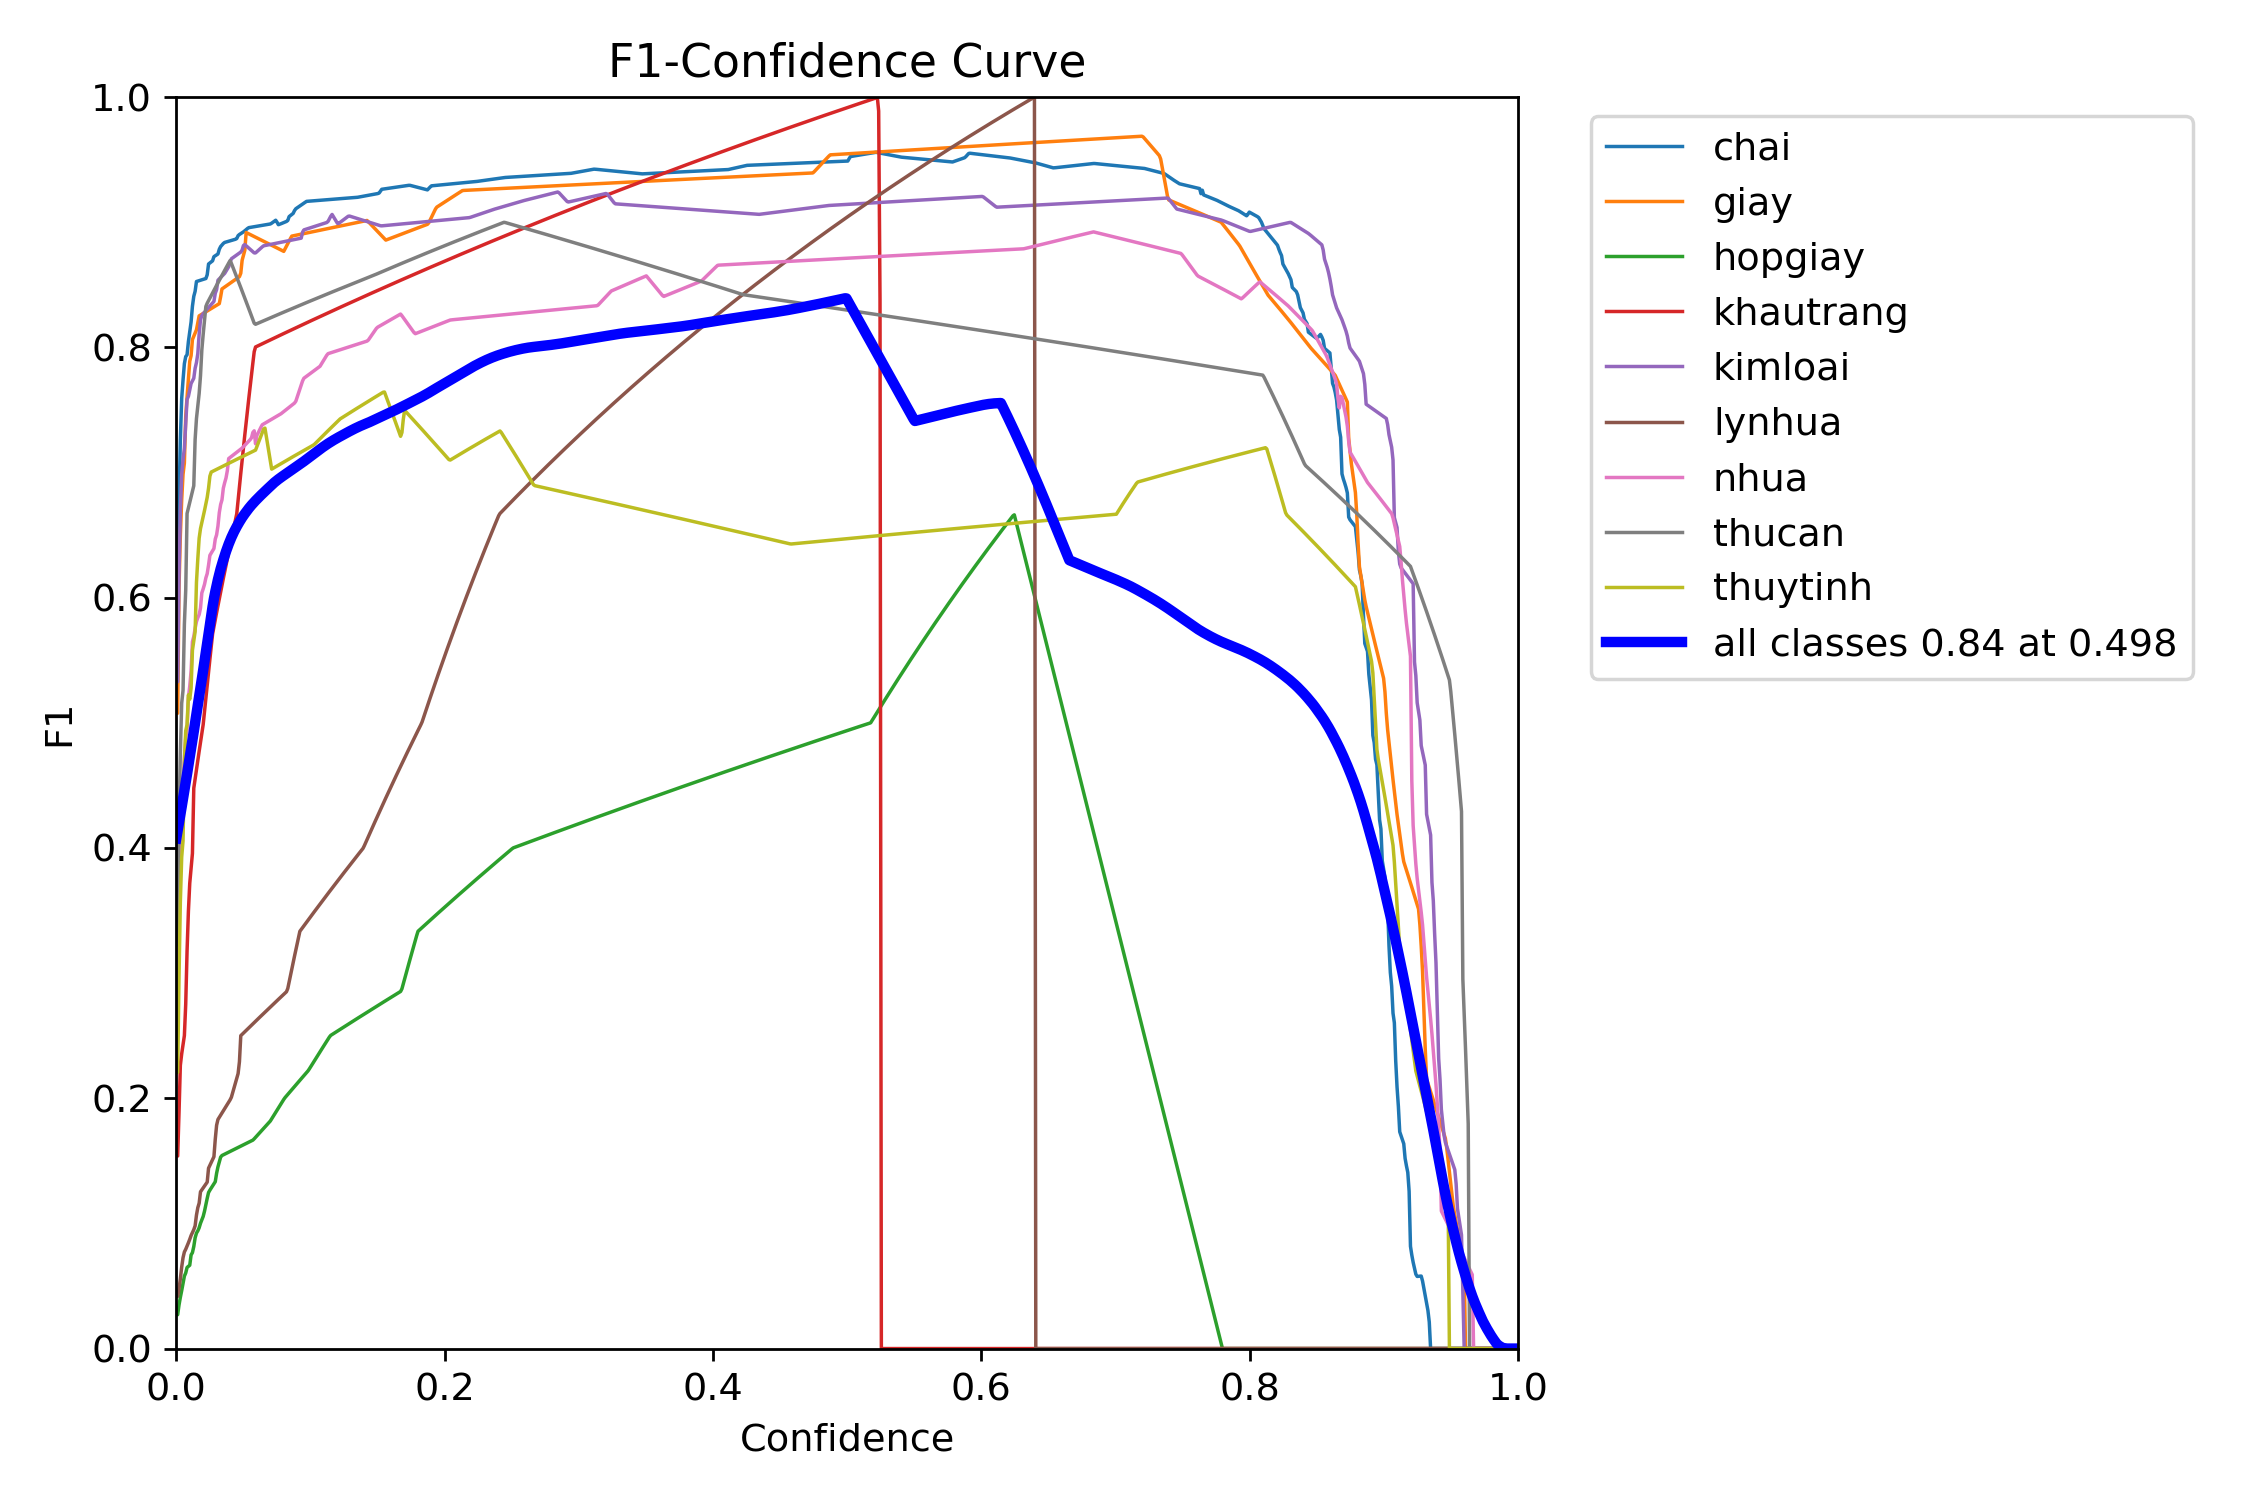 F1-Confidence Curve
1.0
0.8
0.6
0.4
0.2
0.0
F1
0.0 0.2 0.4 0.6 0.8 1.0
Confidence
chai
giay
hopgiay
khautrang
kimloai
lynhua
nhua
thucan
thuytinh
all classes 0.84 at 0.498